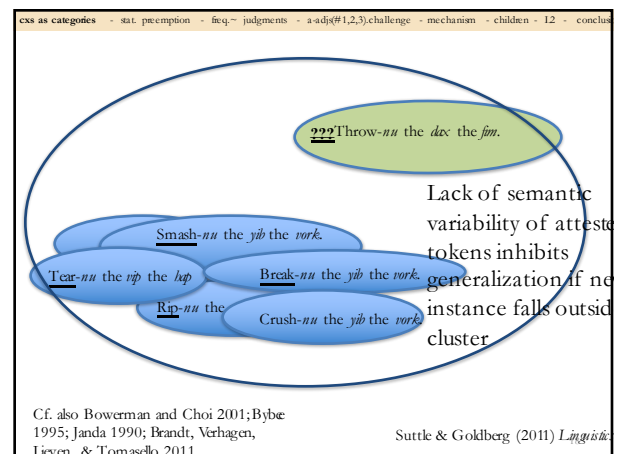 cxs as categories - stat. preemption - freq.~ judgments - a-adjs(#1,2,3).challenge - mechanism - children - L2 - conclusi
???Throw-nu the dax the fim.
Lack of semantic
variability of atteste
tokens inhibits
generalization if ne
instance falls outsid
cluster
Smash-nu the yib the vork.
Tear-nu the vip the hap
Break-nu the yib the vork.
Rip-nu the
Crush-nu the yib the vork.
Cf. also Bowerman and Choi 2001; Bybee
1995; Janda 1990; Brandt, Verhagen,
Lieven, & Tomasello 2011
Suttle & Goldberg (2011) Linguistics